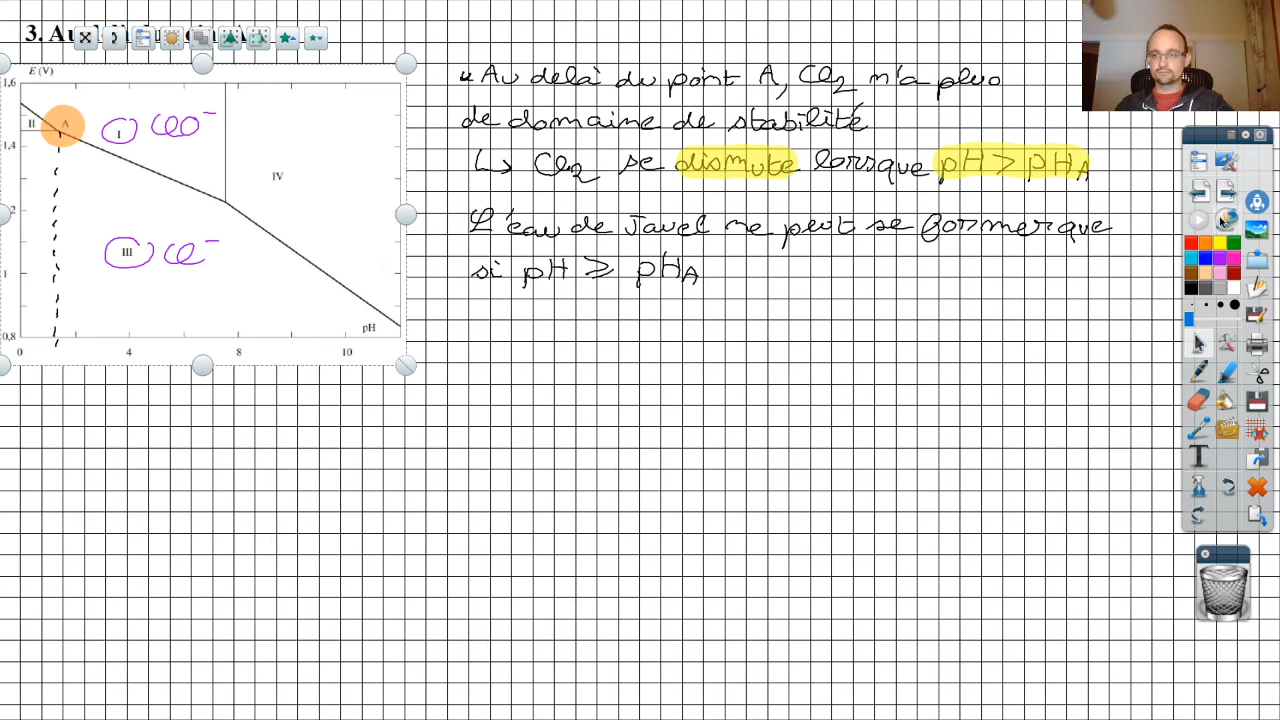 3. Au
E (V)
1,6
II
A
I
ClO⁻
1,4
IV
1,2
III
Cl⁻
1
pH
0,8
0
4
8
10
Au delà du point A, Cl₂ n'a plus
de domaine de stabilité
↳ Cl₂ se dismute lorsque pH > pHA
L'eau de Javel ne peut se former que
si pH ⩾ pHA
T